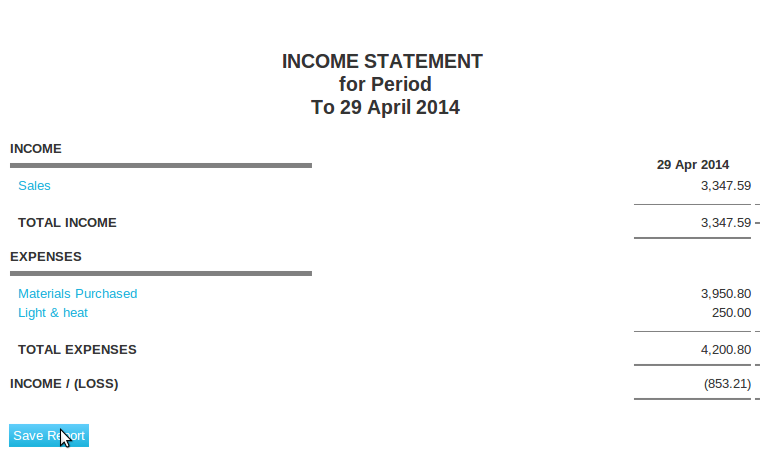 INCOME STATEMENT
for Period
To 29 April 2014
INCOME
29 Apr 2014
Sales 3,347.59
TOTAL INCOME 3,347.59
EXPENSES
Materials Purchased 3,950.80
Light & heat 250.00
TOTAL EXPENSES 4,200.80
INCOME / (LOSS) (853.21)
Save Report